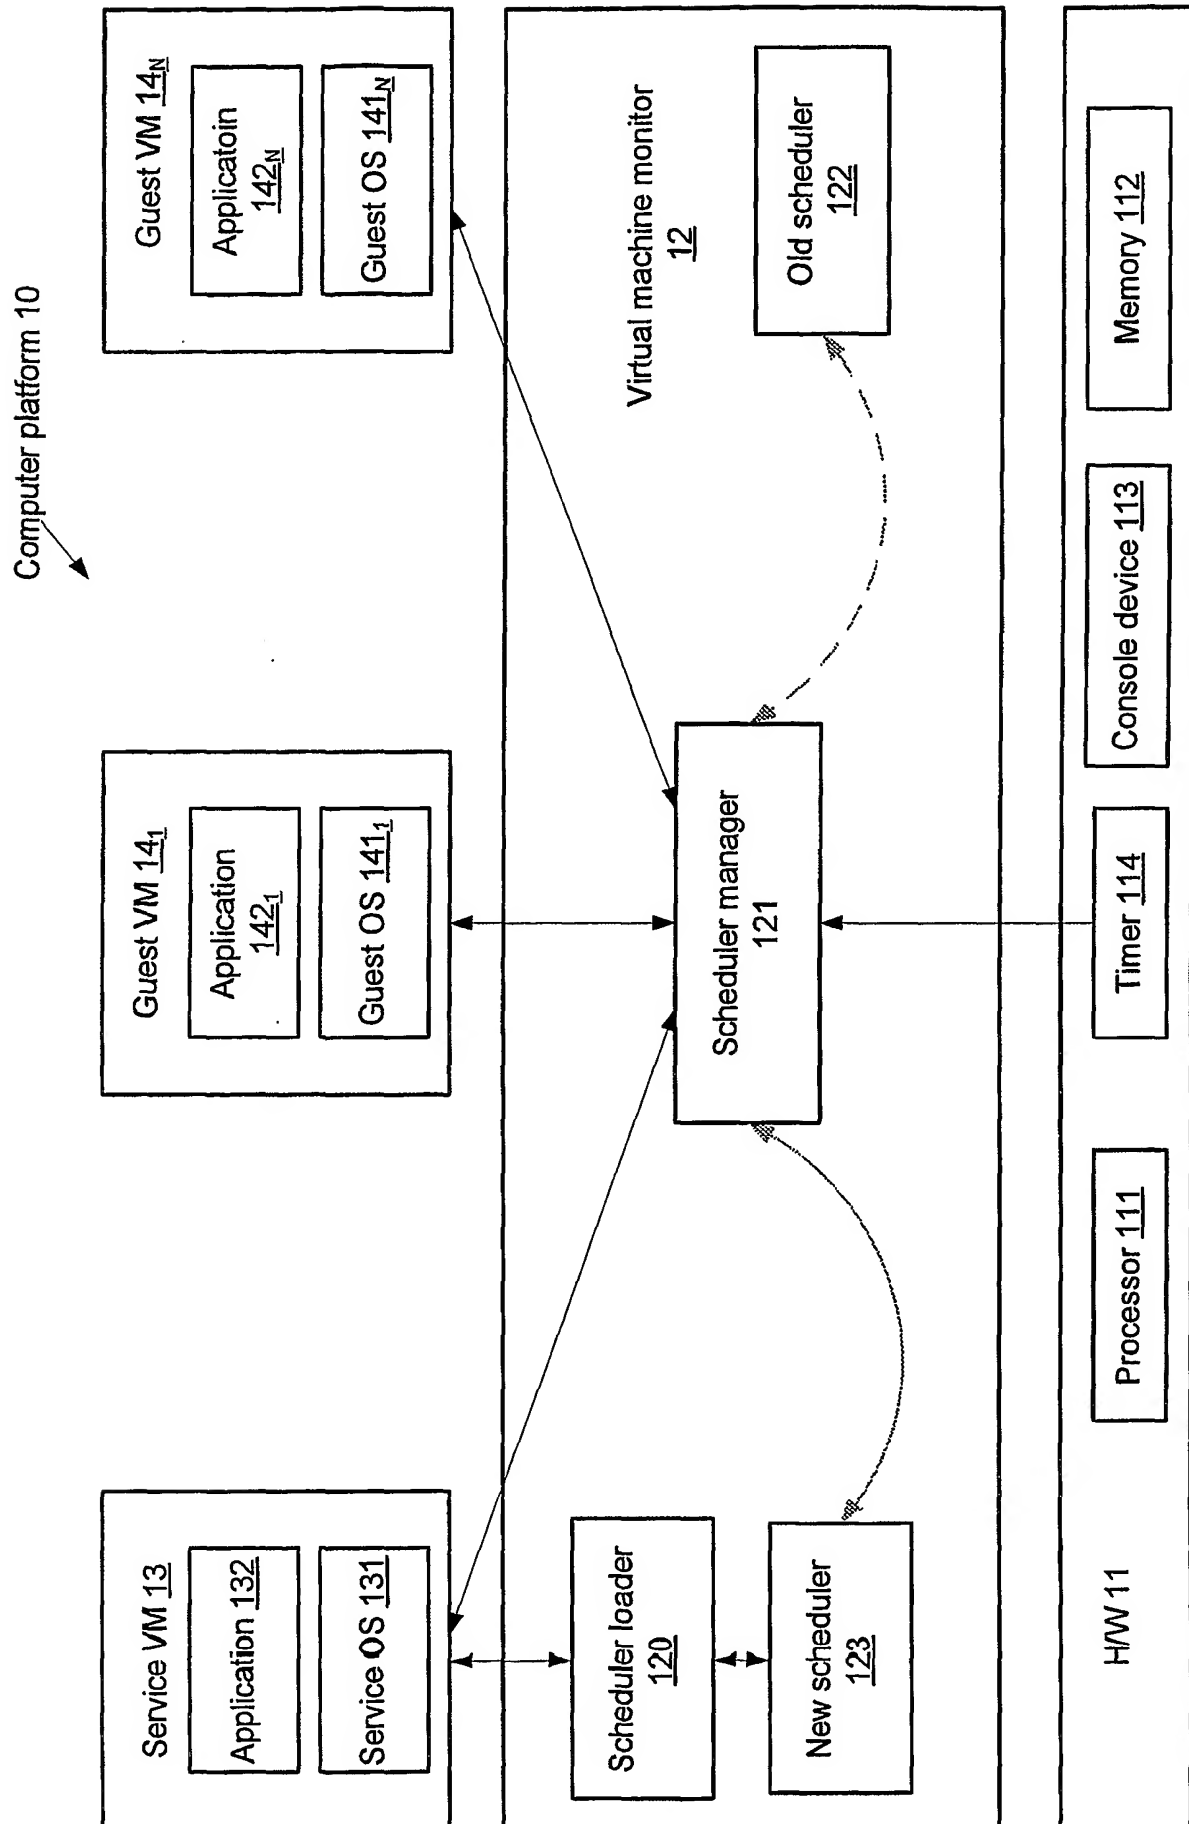 Computer platform 10
Service VM 13
Application 132
Service OS 131
Guest VM 14₁
Application
142₁
Guest OS 141₁
Guest VM 14N
Applicatoin
142N
Guest OS 141N
Virtual machine monitor
12
Scheduler loader
120
New scheduler
123
Scheduler manager
121
Old scheduler
122
H/W 11
Processor 111
Timer 114
Console device 113
Memory 112